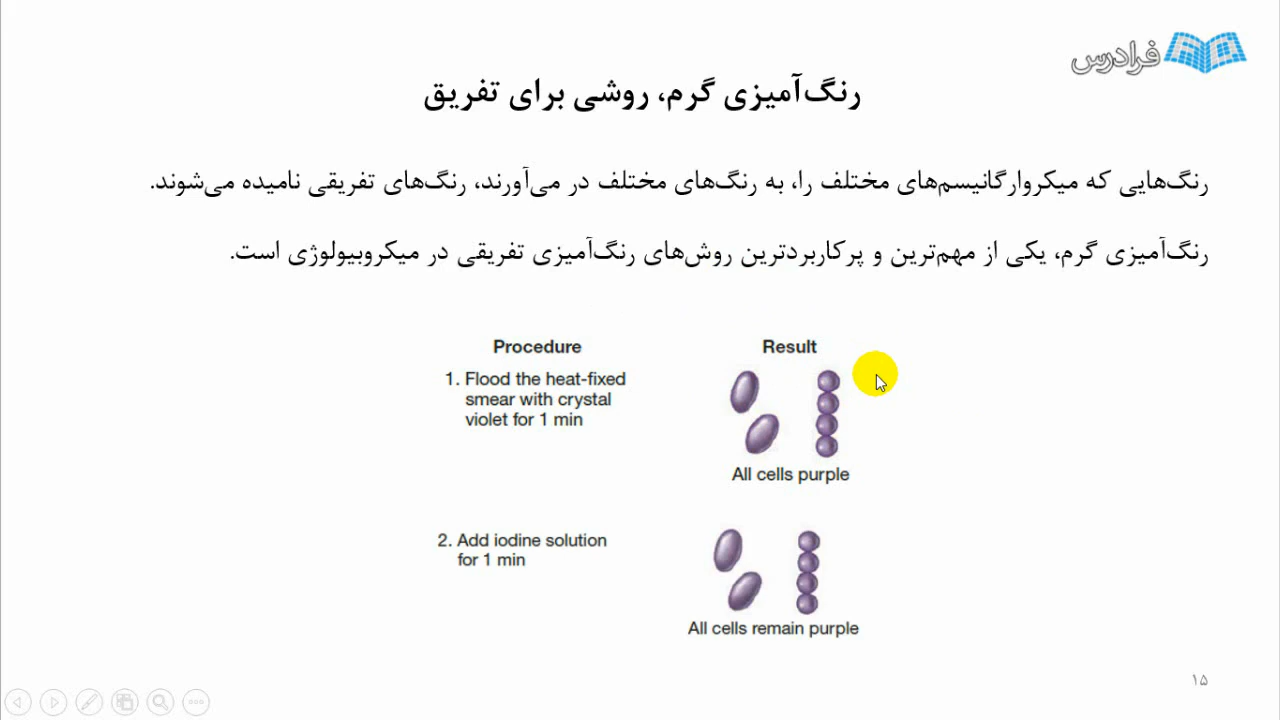 فرادرس
رنگ‌آمیزی گرم، روشی برای تفریق
رنگ‌هایی که میکروارگانیسم‌های مختلف را، به رنگ‌های مختلف در می‌آورند، رنگ‌های تفریقی نامیده می‌شوند.
رنگ‌آمیزی گرم، یکی از مهم‌ترین و پرکاربردترین روش‌های رنگ‌آمیزی تفریقی در میکروبیولوژی است.
Procedure
Result
1. Flood the heat-fixed
smear with crystal
violet for 1 min
All cells purple
2. Add iodine solution
for 1 min
All cells remain purple
۱۵